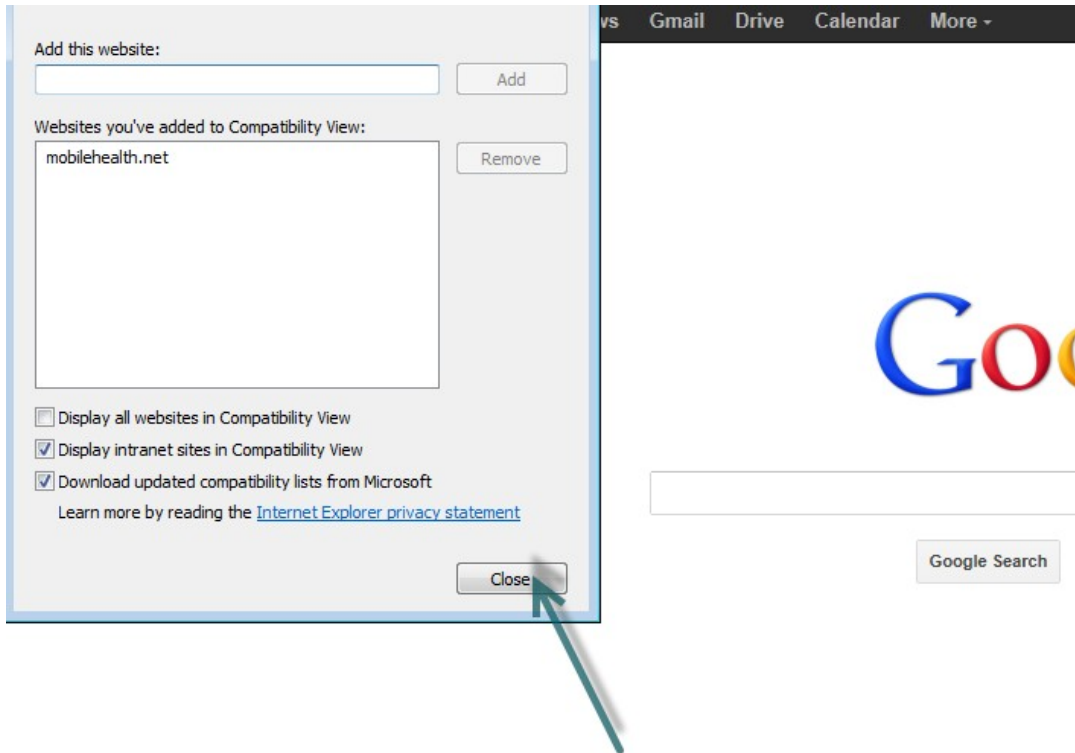 vs Gmail Drive Calendar More
Add this website:
Add
Websites you've added to Compatibility View:
mobilehealth.net
Remove
Display all websites in Compatibility View
Display intranet sites in Compatibility View
Download updated compatibility lists from Microsoft
Learn more by reading the Internet Explorer privacy statement
Close
Goo
Google Search